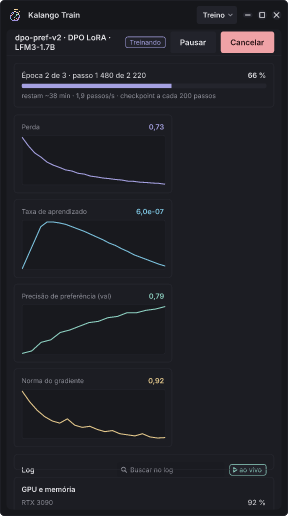 Kalango Train
Treino
dpo-pref-v2 · DPO LoRA · LFM3-1.7B
Treinando
Pausar
Cancelar
Época 2 de 3 · passo 1 480 de 2 220
66 %
restam ~38 min · 1,9 passos/s · checkpoint a cada 200 passos
Perda
0,73
Taxa de aprendizado
6,0e-07
Precisão de preferência (val)
0,79
Norma do gradiente
0,92
Log
Buscar no log
ao vivo
GPU e memória
RTX 3090
92 %